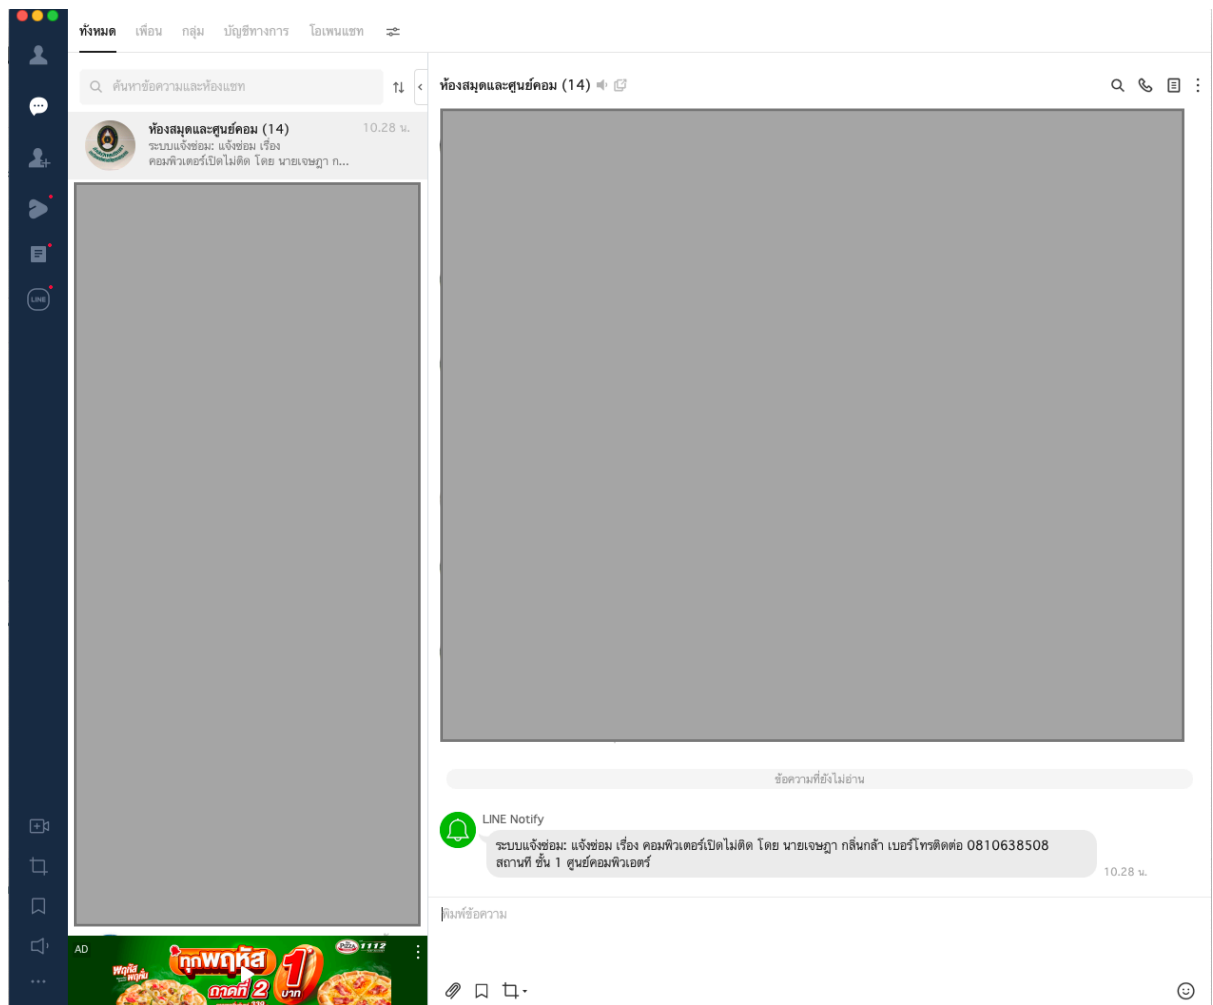 ทั้งหมด เพื่อน กลุ่ม บัญชีทางการ โอเพนแชท
ค้นหาข้อความและห้องแชท
ห้องสมุดและศูนย์คอม (14) 10.28 น.
ระบบแจ้งซ่อม: แจ้งซ่อม เรื่อง
คอมพิวเตอร์เปิดไม่ติด โดย นายเจษฎา ก...
LINE
ห้องสมุดและศูนย์คอม (14)
ข้อความที่ยังไม่อ่าน
LINE Notify
ระบบแจ้งซ่อม: แจ้งซ่อม เรื่อง คอมพิวเตอร์เปิดไม่ติด โดย นายเจษฎา กลิ่นกล้า เบอร์โทรติดต่อ 0810638508
สถานที ชั้น 1 ศูนย์คอมพิวเอตร์
10.28 น.
พิมพ์ข้อความ
AD
ทุกพฤหัส
1112
ถาดที่ 2
1 บาท